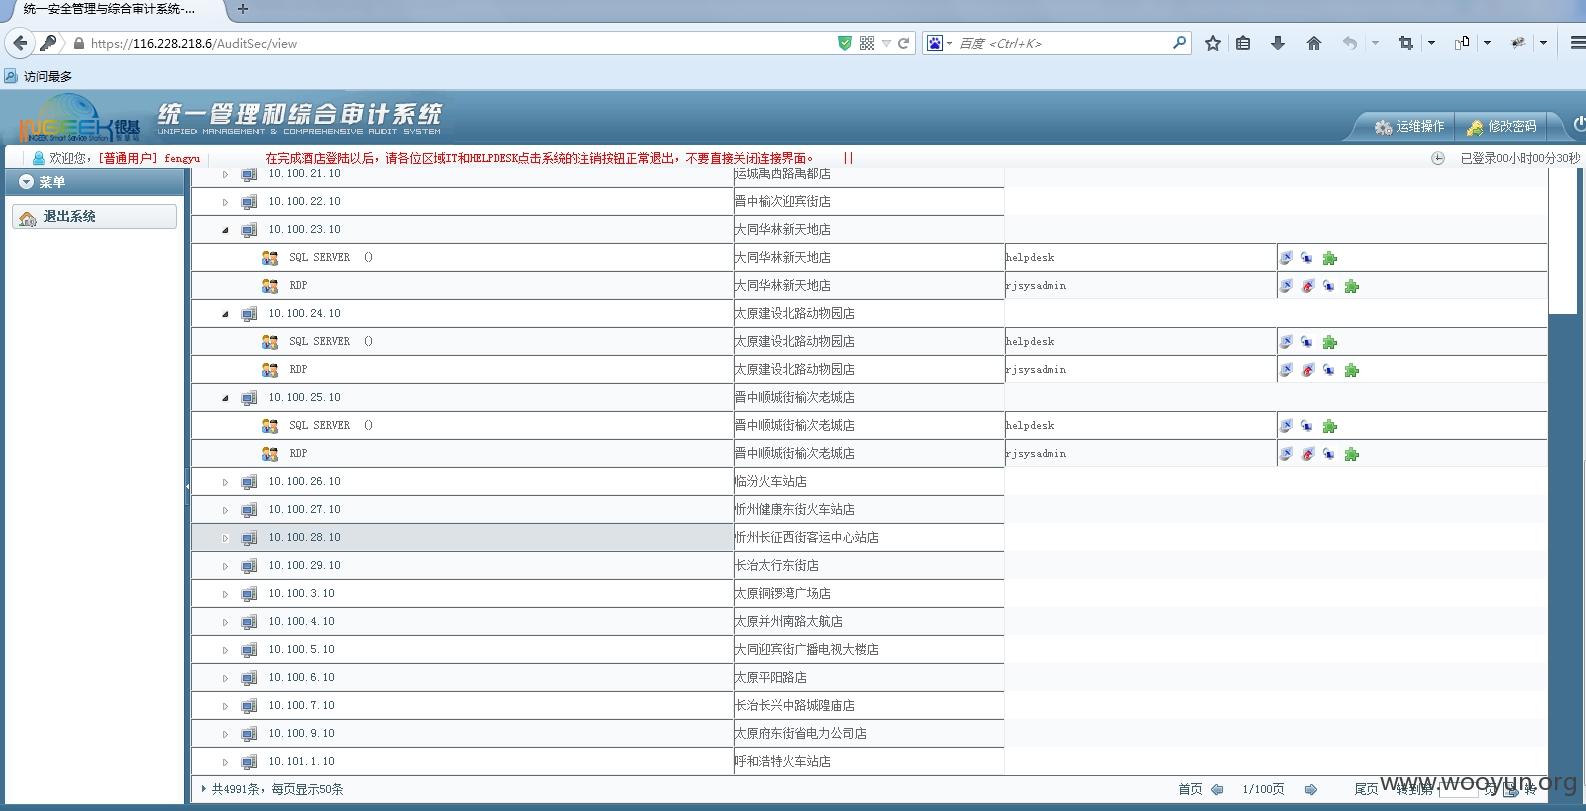 统一安全管理与综合审计系统-...
https://116.228.218.6/AuditSec/view
百度 <Ctrl+K>
访问最多
INGEEK 银基
INGEEK Smart Service Station 智基站
统一管理和综合审计系统
UNIFIED MANAGEMENT & COMPREHENSIVE AUDIT SYSTEM
运维操作 修改密码
欢迎您，[普通用户] fengyu
在完成酒店登陆以后，请各位区域IT和HELPDESK点击系统的注销按钮正常退出，不要直接关闭连接界面。 ||
已登录00小时00分30秒
菜单
退出系统
10.100.21.10 运城禹西路禹都店
10.100.22.10 晋中榆次迎宾街店
10.100.23.10 大同华林新天地店
SQL SERVER () 大同华林新天地店 helpdesk
RDP 大同华林新天地店 rjsysadmin
10.100.24.10 太原建设北路动物园店
SQL SERVER () 太原建设北路动物园店 helpdesk
RDP 太原建设北路动物园店 rjsysadmin
10.100.25.10 晋中顺城街榆次老城店
SQL SERVER () 晋中顺城街榆次老城店 helpdesk
RDP 晋中顺城街榆次老城店 rjsysadmin
10.100.26.10 临汾火车站店
10.100.27.10 忻州健康东街火车站店
10.100.28.10 忻州长征西街客运中心站店
10.100.29.10 长治太行东街店
10.100.3.10 太原铜锣湾广场店
10.100.4.10 太原并州南路太航店
10.100.5.10 大同迎宾街广播电视大楼店
10.100.6.10 太原平阳路店
10.100.7.10 长治长兴中路城隍庙店
10.100.9.10 太原府东街省电力公司店
10.101.1.10 呼和浩特火车站店
共4991条，每页显示50条
首页 1/100页 尾页 转到第 页 转
www.wooyun.org